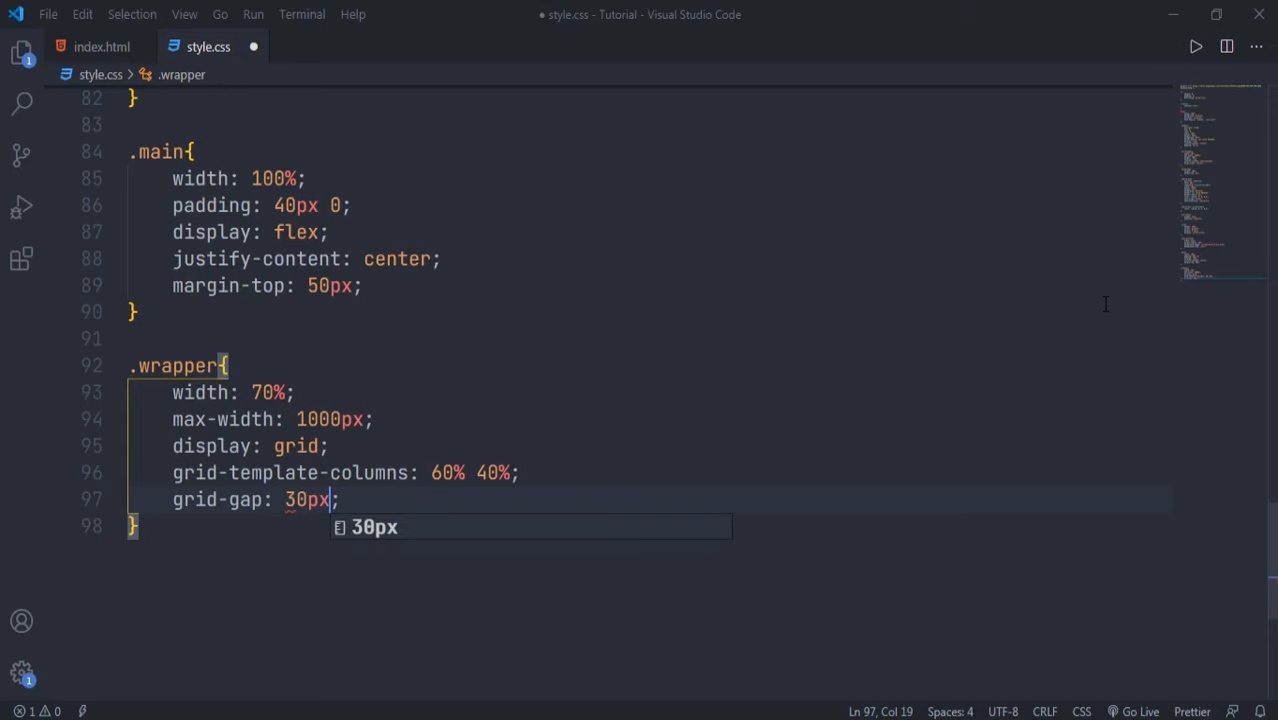 File Edit Selection View Go Run Terminal Help
● style.css - Tutorial - Visual Studio Code
index.html style.css
style.css > .wrapper
82 }
83
84 .main{
85 width: 100%;
86 padding: 40px 0;
87 display: flex;
88 justify-content: center;
89 margin-top: 50px;
90 }
91
92 .wrapper{
93 width: 70%;
94 max-width: 1000px;
95 display: grid;
96 grid-template-columns: 60% 40%;
97 grid-gap: 30px;
30px
98 }
1
1
1 0 Ln 97, Col 19 Spaces: 4 UTF-8 CRLF CSS Go Live Prettier